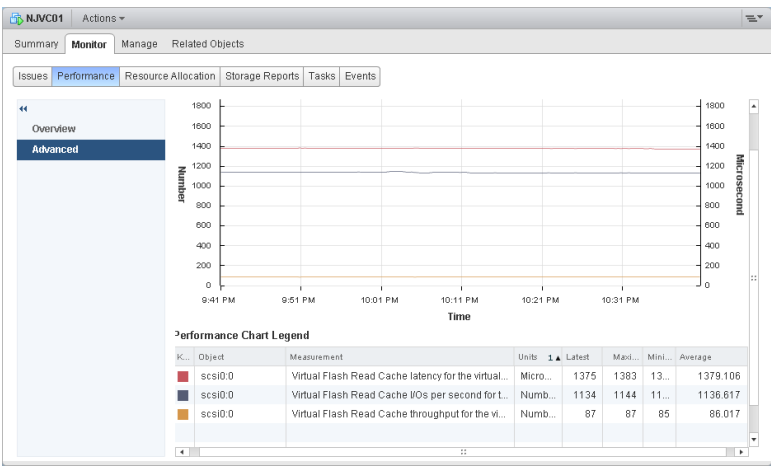 NJVC01 Actions
Summary Monitor Manage Related Objects
Issues Performance Resource Allocation Storage Reports Tasks Events
Overview
Advanced
Number
1800
1600
1400
1200
1000
800
600
400
200
0
1800
1600
1400
1200
1000
800
600
400
200
0
Microsecond
9:41 PM 9:51 PM 10:01 PM 10:11 PM 10:21 PM 10:31 PM
Time
Performance Chart Legend
K... Object Measurement Units 1 Latest Maxi... Mini... Average
scsi0:0 Virtual Flash Read Cache latency for the virtual... Micro... 1375 1383 13... 1379.106
scsi0:0 Virtual Flash Read Cache I/Os per second for t... Numb... 1134 1144 11... 1136.617
scsi0:0 Virtual Flash Read Cache throughput for the vi... Numb... 87 87 85 86.017